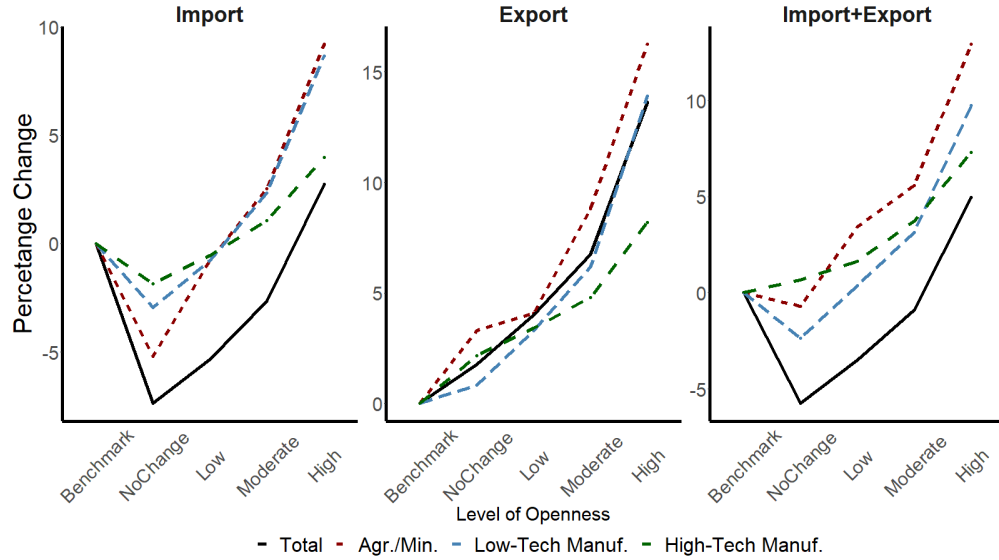 Import Export Import+Export
Percetange Change
10
5
0
-5
15
10
5
0
10
5
0
-5
Benchmark NoChange Low Moderate High
Benchmark NoChange Low Moderate High
Benchmark NoChange Low Moderate High
Level of Openness
Total Agr./Min. Low-Tech Manuf. High-Tech Manuf.